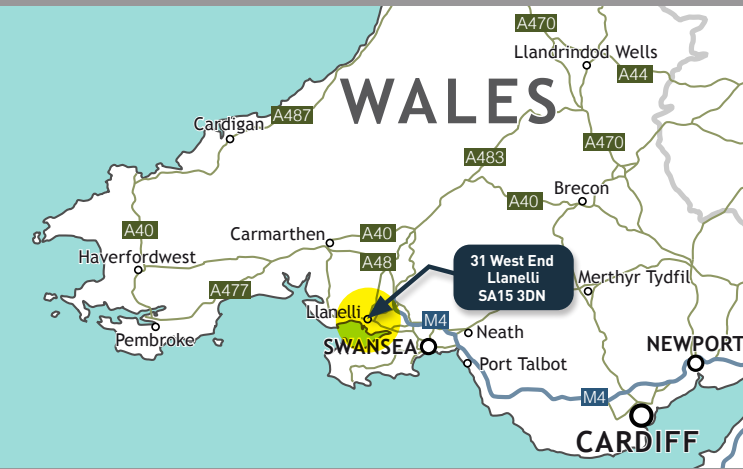 A470
Llandrindod Wells
A44
WALES
A487
Cardigan
A470
A483
Brecon
A40
A40
Carmarthen
A40
Haverfordwest
A48
31 West End
Llanelli
SA15 3DN
Merthyr Tydfil
A477
Llanelli
M4
Pembroke
Neath
SWANSEA
NEWPORT
Port Talbot
M4
CARDIFF